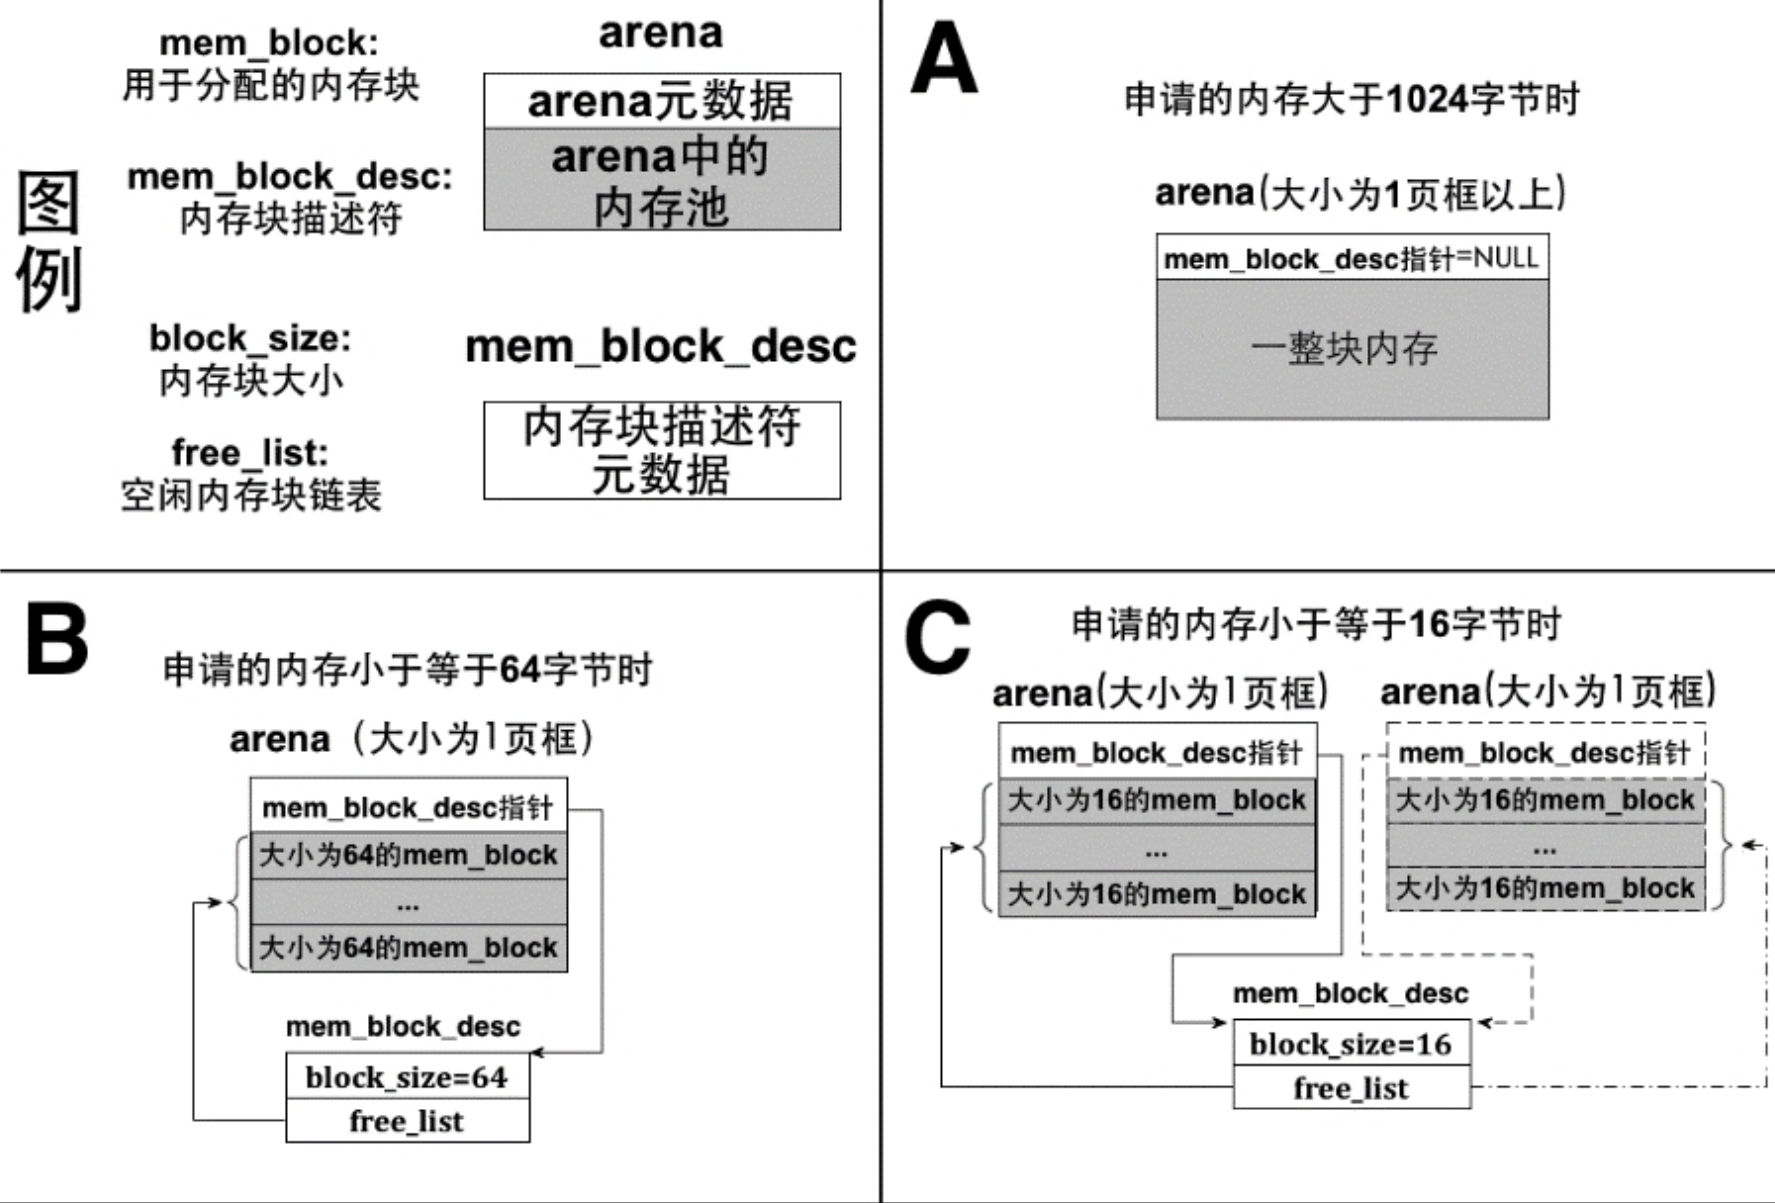 图
例
mem_block:
用于分配的内存块
mem_block_desc:
内存块描述符
block_size:
内存块大小
free_list:
空闲内存块链表
arena
arena元数据
arena中的
内存池
mem_block_desc
内存块描述符
元数据
A
申请的内存大于1024字节时
arena(大小为1页框以上)
mem_block_desc指针=NULL
一整块内存
B
申请的内存小于等于64字节时
arena（大小为1页框）
mem_block_desc指针
大小为64的mem_block
...
大小为64的mem_block
mem_block_desc
block_size=64
free_list
C
申请的内存小于等于16字节时
arena(大小为1页框)
mem_block_desc指针
大小为16的mem_block
...
大小为16的mem_block
arena(大小为1页框)
mem_block_desc指针
大小为16的mem_block
...
大小为16的mem_block
mem_block_desc
block_size=16
free_list